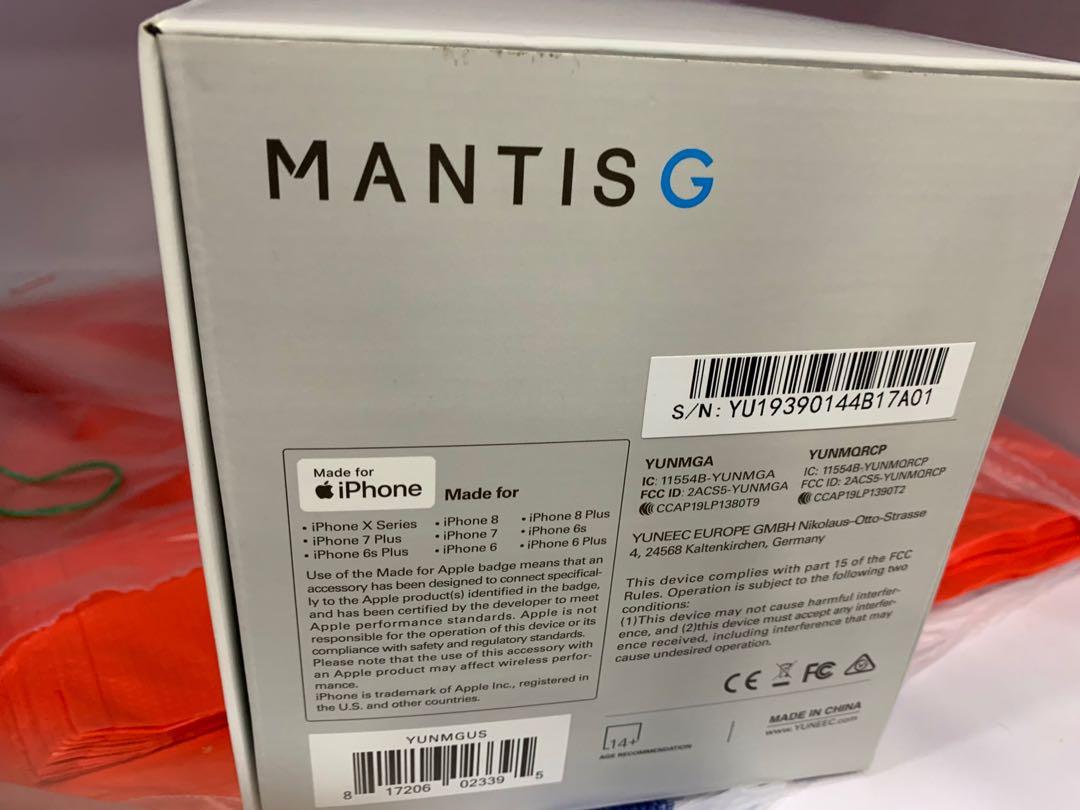 MANTIS G
S/N: YU19390144B17A01
Made for
iPhone
Made for
• iPhone X Series
• iPhone 8
• iPhone 8 Plus
• iPhone 7 Plus
• iPhone 7
• iPhone 6s
• iPhone 6s Plus
• iPhone 6
• iPhone 6 Plus
Use of the Made for Apple badge means that an
accessory has been designed to connect specifical-
ly to the Apple product(s) identified in the badge,
and has been certified by the developer to meet
Apple performance standards. Apple is not
responsible for the operation of this device or its
compliance with safety and regulatory standards.
Please note that the use of this accessory with
an Apple product may affect wireless perfor-
mance.
iPhone is trademark of Apple Inc., registered in
the U.S. and other countries.
YUNMGA
IC: 11554B-YUNMGA
FCC ID: 2ACS5-YUNMGA
CCAP19LP1380T9
YUNMQRCP
IC: 11554B-YUNMQRCP
FCC ID: 2ACS5-YUNMQRCP
CCAP19LP1390T2
YUNEEC EUROPE GMBH Nikolaus-Otto-Strasse
4, 24568 Kaltenkirchen, Germany
This device complies with part 15 of the FCC
Rules. Operation is subject to the following two
conditions:
(1)This device may not cause harmful interfer-
ence, and (2)this device must accept any interfer-
ence received, including interference that may
cause undesired operation.
CE FC
14+
AGE RECOMMENDATION
MADE IN CHINA
www.YUNEEC.com
YUNMGUS
8 17206 02339 5